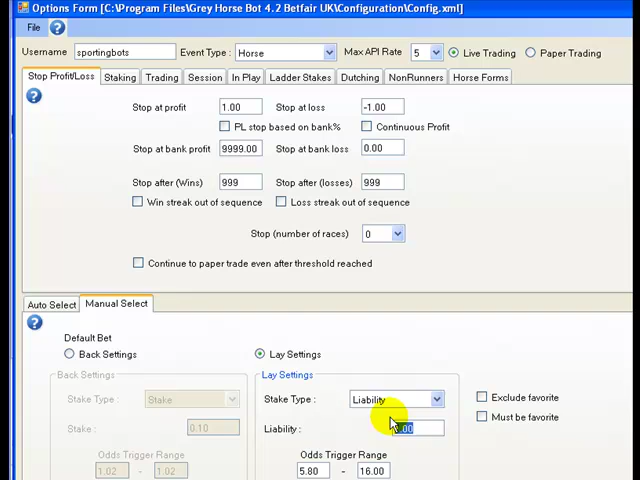 Options Form [C:\Program Files\Grey Horse Bot 4.2 Betfair UK\Configuration\Config.xml]
File
Username sportingbots Event Type : Horse Max API Rate 5 Live Trading Paper Trading
Stop Profit/Loss Staking Trading Session In Play Ladder Stakes Dutching NonRunners Horse Forms
Stop at profit 1.00 Stop at loss -1.00
PL stop based on bank% Continuous Profit
Stop at bank profit 9999.00 Stop at bank loss 0.00
Stop after (Wins) 999 Stop after (losses) 999
Win streak out of sequence Loss streak out of sequence
Stop (number of races) 0
Continue to paper trade even after threshold reached
Auto Select Manual Select
Default Bet
Back Settings Lay Settings
Back Settings Lay Settings
Stake Type : Stake Stake Type : Liability Exclude favorite
Stake : 0.10 Liability : Must be favorite
Odds Trigger Range Odds Trigger Range
1.02 - 1.02 5.80 - 16.00